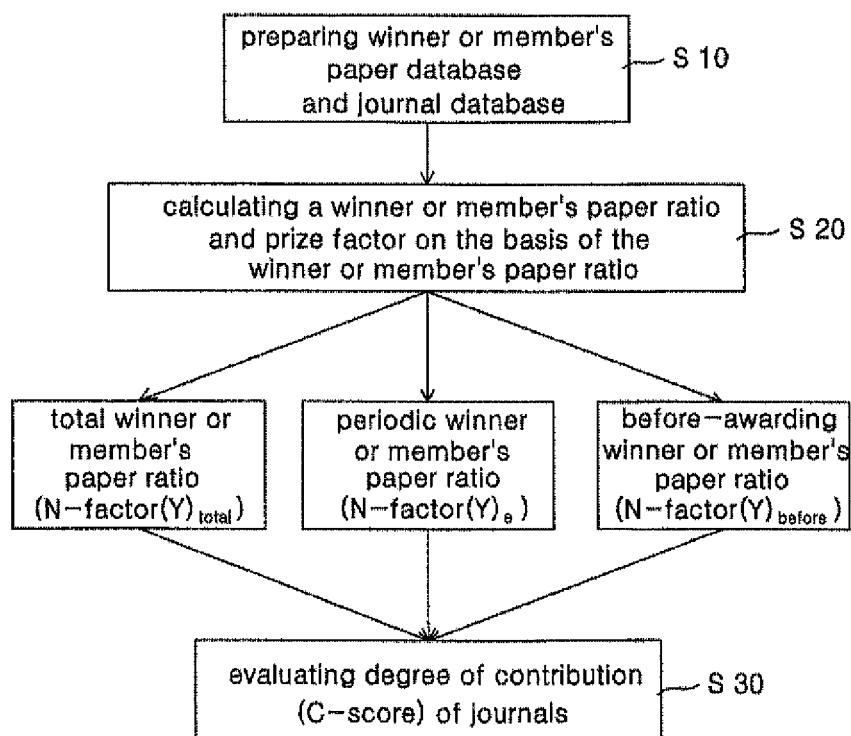 preparing winner or member's
paper database
and journal database
S 10
calculating a winner or member's paper ratio
and prize factor on the basis of the
winner or member's paper ratio
S 20
total winner or
member's
paper ratio
(N-factor(Y)total)
periodic winner
or member's
paper ratio
(N-factor(Y)e)
before-awarding
winner or member's
paper ratio
(N-factor(Y)before)
evaluating degree of contribution
(C-score) of journals
S 30